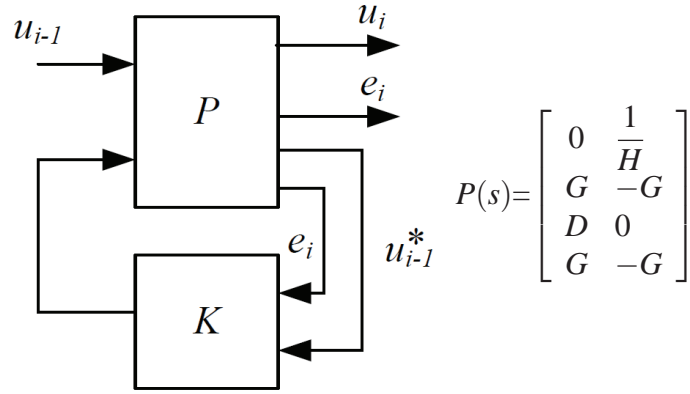 u_{i-1}
u_i
e_i
P
e_i
u^*_{i-1}
K
P(s)=
0 1/H
G -G
D 0
G -G